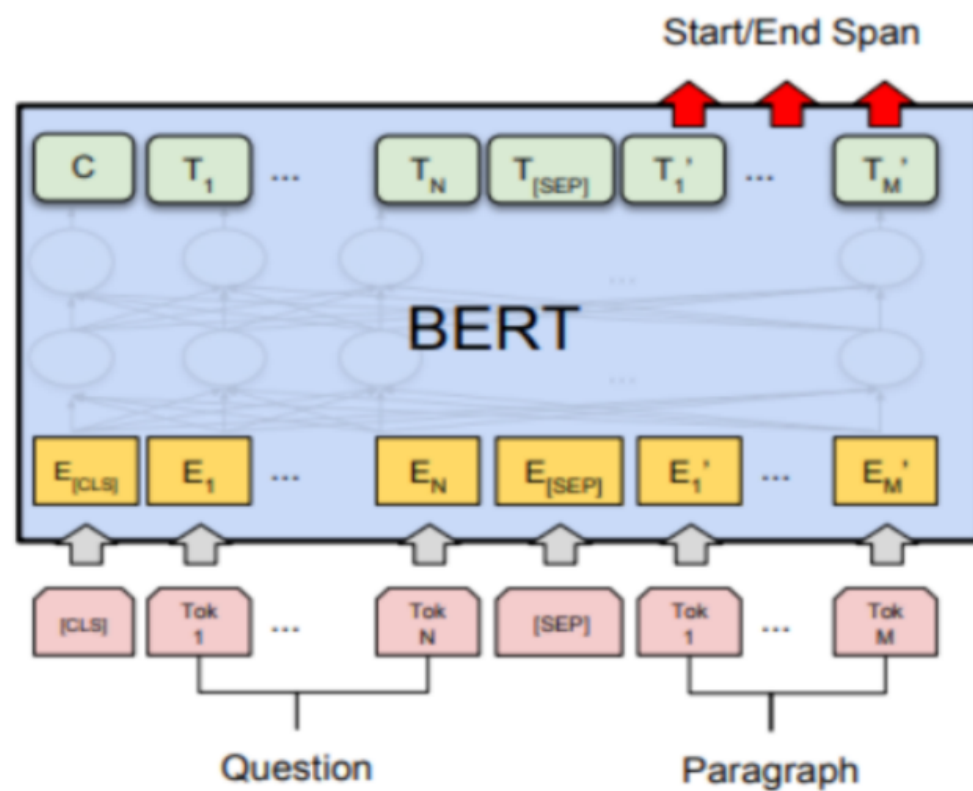 Start/End Span
C T1 ... TN T[SEP] T1' ... TM'
...
BERT
...
E[CLS] E1 ... EN E[SEP] E1' ... EM'
[CLS] Tok 1 ... Tok N [SEP] Tok 1 ... Tok M
Question Paragraph